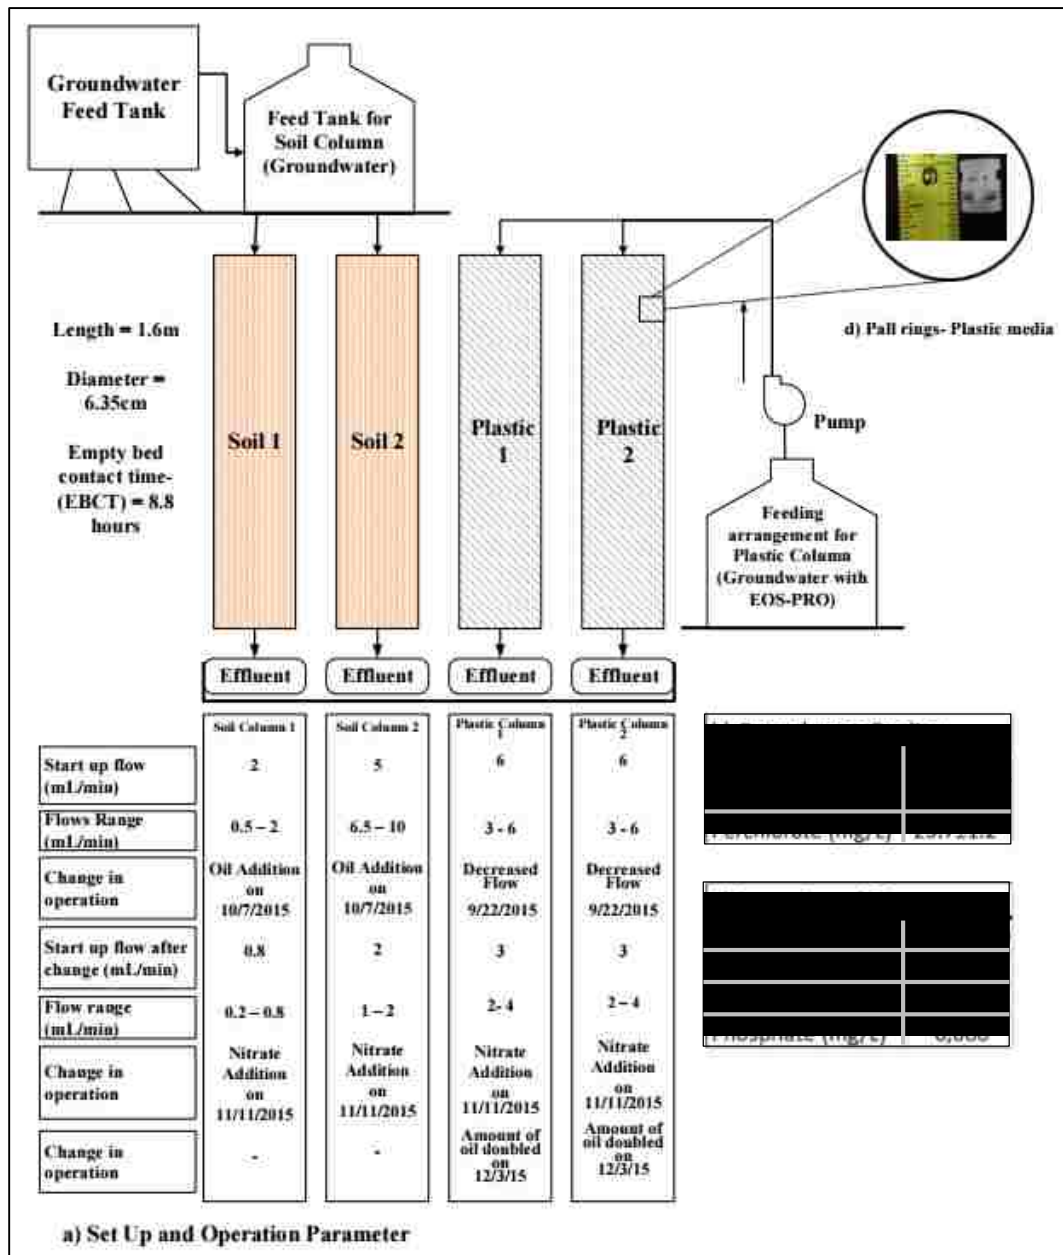 Groundwater
Feed Tank
Feed Tank for
Soil Column
(Groundwater)
Length = 1.6m
Diameter =
6.35cm
Empty bed
contact time-
(EBCT) = 8.8
hours
Soil 1
Soil 2
Plastic
1
Plastic
2
d) Pall rings- Plastic media
Pump
Feeding
arrangement for
Plastic Column
(Groundwater with
EOS-PRO)
Effluent
Effluent
Effluent
Effluent
Soil Column 1
Soil Column 2
Plastic Column
1
Plastic Column
2
Start up flow
(mL/min)
2
5
6
6
Flows Range
(mL/min)
0.5 – 2
6.5 – 10
3 - 6
3 - 6
Change in
operation
Oil Addition
on
10/7/2015
Oil Addition
on
10/7/2015
Decreased
Flow
9/22/2015
Decreased
Flow
9/22/2015
Start up flow after
change (mL/min)
0.8
2
3
3
Flow range
(mL/min)
0.2 – 0.8
1 – 2
2- 4
2 – 4
Change in
operation
Nitrate
Addition
on
11/11/2015
Nitrate
Addition
on
11/11/2015
Nitrate
Addition
on
11/11/2015
Nitrate
Addition
on
11/11/2015
Change in
operation
-
-
Amount of
oil doubled
on
12/3/15
Amount of
oil doubled
on
12/3/15
Perchlorate (mg/L)
Phosphate (mg/L)
a) Set Up and Operation Parameter